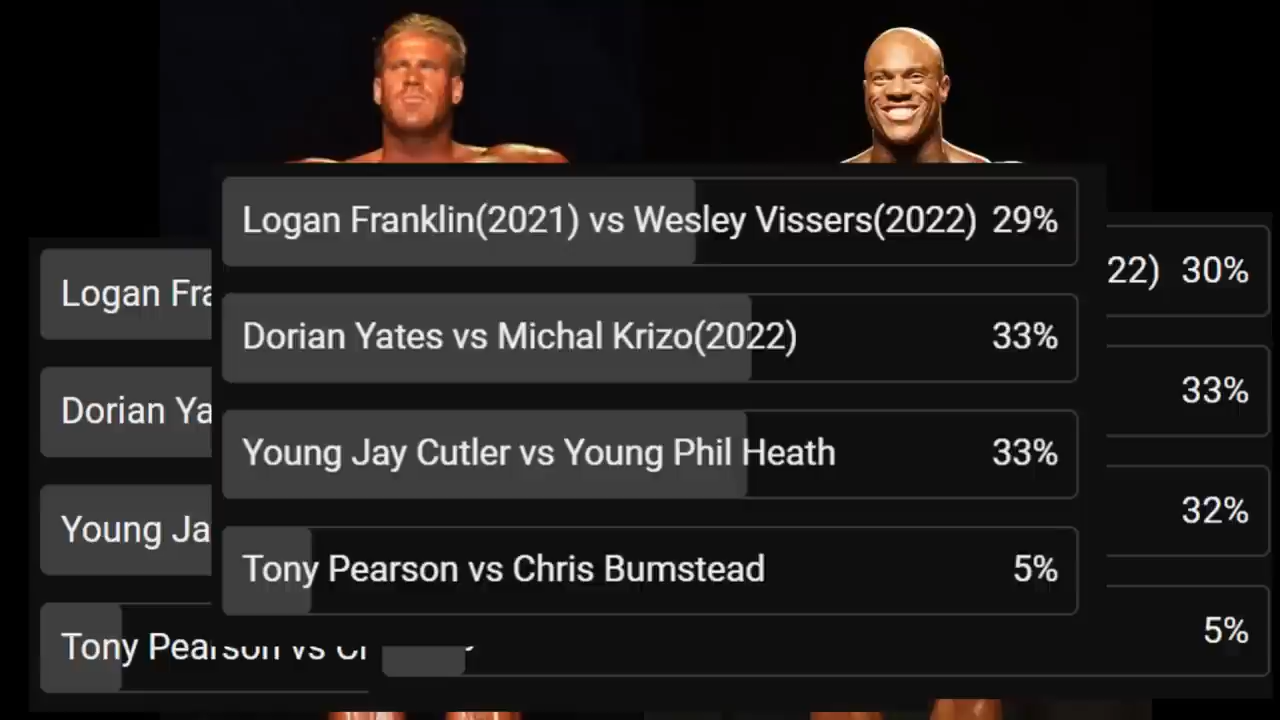 Logan Franklin(2021) vs Wesley Vissers(2022) 29%
Dorian Yates vs Michal Krizo(2022) 33%
Young Jay Cutler vs Young Phil Heath 33%
Tony Pearson vs Chris Bumstead 5%
Logan Fra
Dorian Ya
Young Ja
Tony Pearson vs
22) 30%
33%
32%
5%